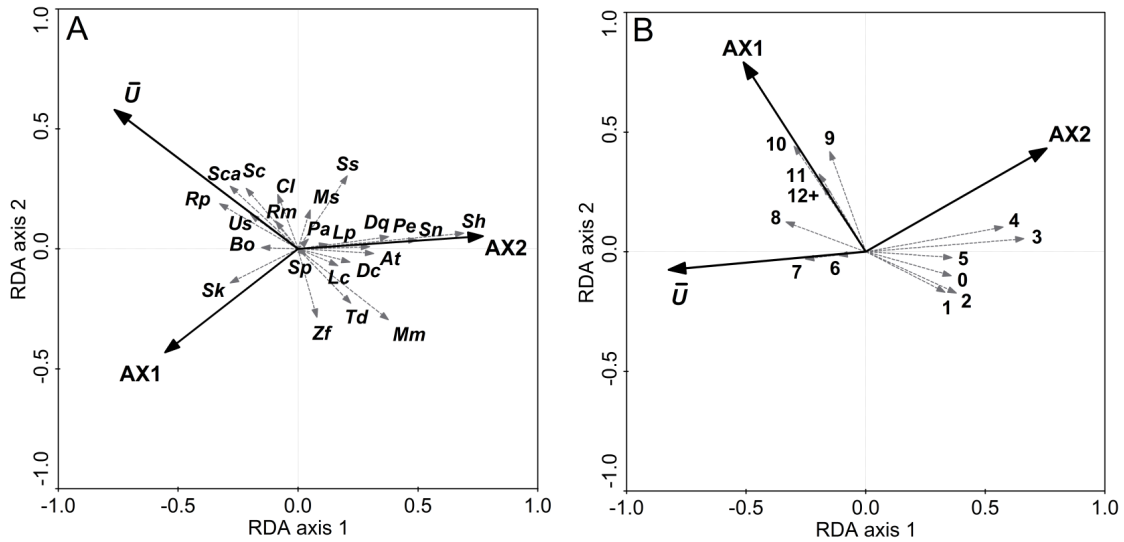 A
1.0
0.5
0.0
-0.5
-1.0
RDA axis 2
Ū
Sca Sc Cl Ss
Rp Rm Ms
Us Pa Lp Dq Pe Sn Sh
Bo AX2
Sp Lc Dc At
Sk
Zf Td Mm
AX1
-1.0 -0.5 0.0 0.5 1.0
RDA axis 1
B
1.0
0.5
0.0
-0.5
-1.0
AX1
AX2
10 9
11
12+
8 4
3
7 6 5
0
Ū 1 2
-1.0 -0.5 0.0 0.5 1.0
RDA axis 1